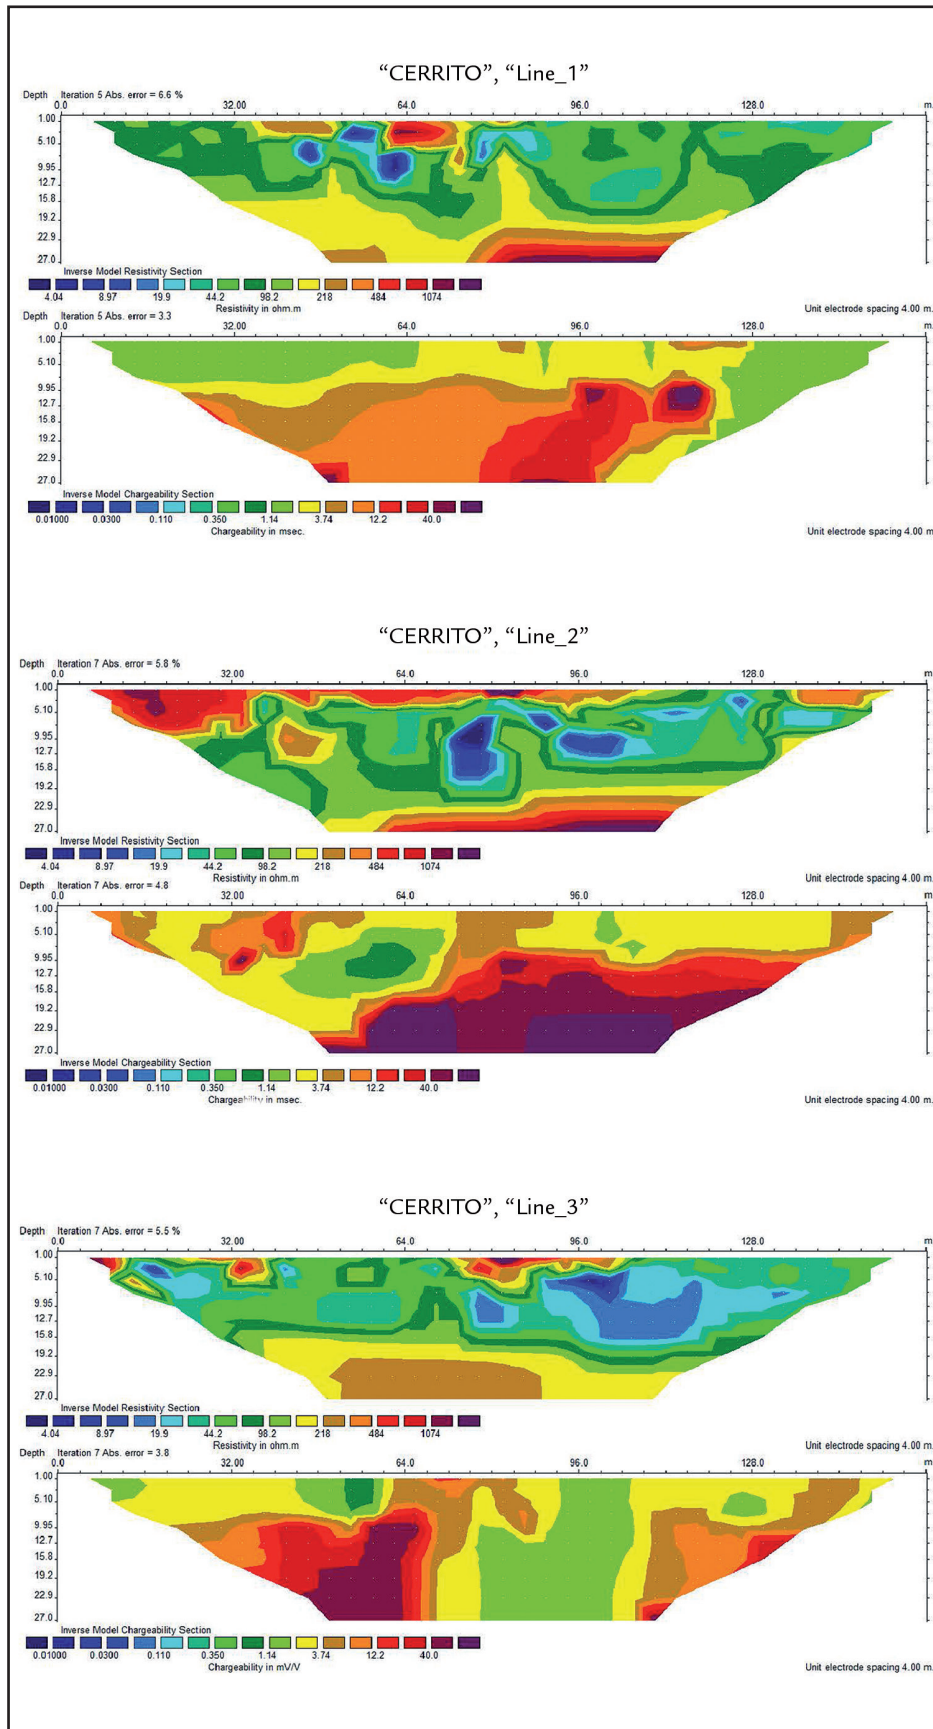 “CERRITO”, “Line_1”
Depth Iteration 5 Abs. error = 6.6 %
0.0 32.00 64.0 96.0 128.0 m.
1.00
5.10
9.95
12.7
15.8
19.2
22.9
27.0
Inverse Model Resistivity Section
4.04 8.97 19.9 44.2 98.2 218 484 1074
Resistivity in ohm.m
Unit electrode spacing 4.00 m.
Depth Iteration 5 Abs. error = 3.3
0.0 32.00 64.0 96.0 128.0 m.
1.00
5.10
9.95
12.7
15.8
19.2
22.9
27.0
Inverse Model Chargeability Section
0.01000 0.0300 0.110 0.350 1.14 3.74 12.2 40.0
Chargeability in msec.
Unit electrode spacing 4.00 m.
“CERRITO”, “Line_2”
Depth Iteration 7 Abs. error = 5.8 %
0.0 32.00 64.0 96.0 128.0 m.
1.00
5.10
9.95
12.7
15.8
19.2
22.9
27.0
Inverse Model Resistivity Section
4.04 8.97 19.9 44.2 98.2 218 484 1074
Resistivity in ohm.m
Unit electrode spacing 4.00 m.
Depth Iteration 7 Abs. error = 4.8
0.0 32.00 64.0 96.0 128.0 m.
1.00
5.10
9.95
12.7
15.8
19.2
22.9
27.0
Inverse Model Chargeability Section
0.01000 0.0300 0.110 0.350 1.14 3.74 12.2 40.0
Chargeability in msec.
Unit electrode spacing 4.00 m.
“CERRITO”, “Line_3”
Depth Iteration 7 Abs. error = 5.5 %
0.0 32.00 64.0 96.0 128.0 m
1.00
5.10
9.95
12.7
15.8
19.2
22.9
27.0
Inverse Model Resistivity Section
4.04 8.97 19.9 44.2 98.2 218 484 1074
Resistivity in ohm.m
Unit electrode spacing 4.00 m.
Depth Iteration 7 Abs. error = 3.8
0.0 32.00 64.0 96.0 128.0 m
1.00
5.10
9.95
12.7
15.8
19.2
22.9
27.0
Inverse Model Chargeability Section
0.01000 0.0300 0.110 0.350 1.14 3.74 12.2 40.0
Chargeability in mV/V
Unit electrode spacing 4.00 m.